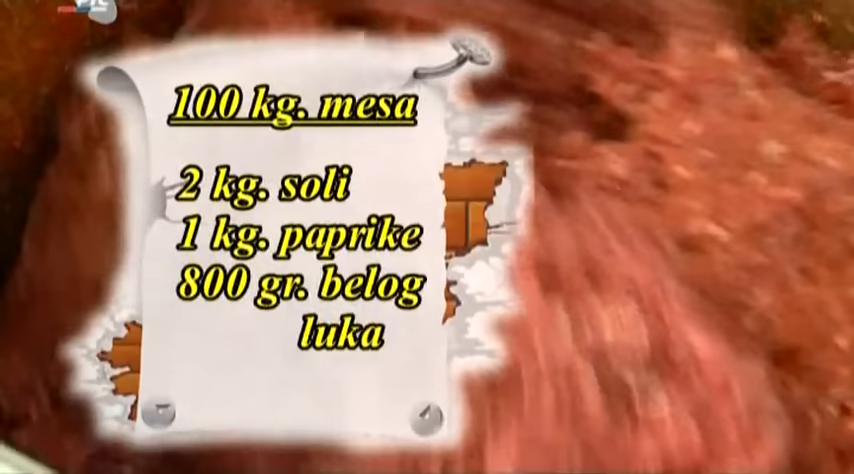 100 kg. mesa
2 kg. soli
1 kg. paprike
800 gr. belog
luka